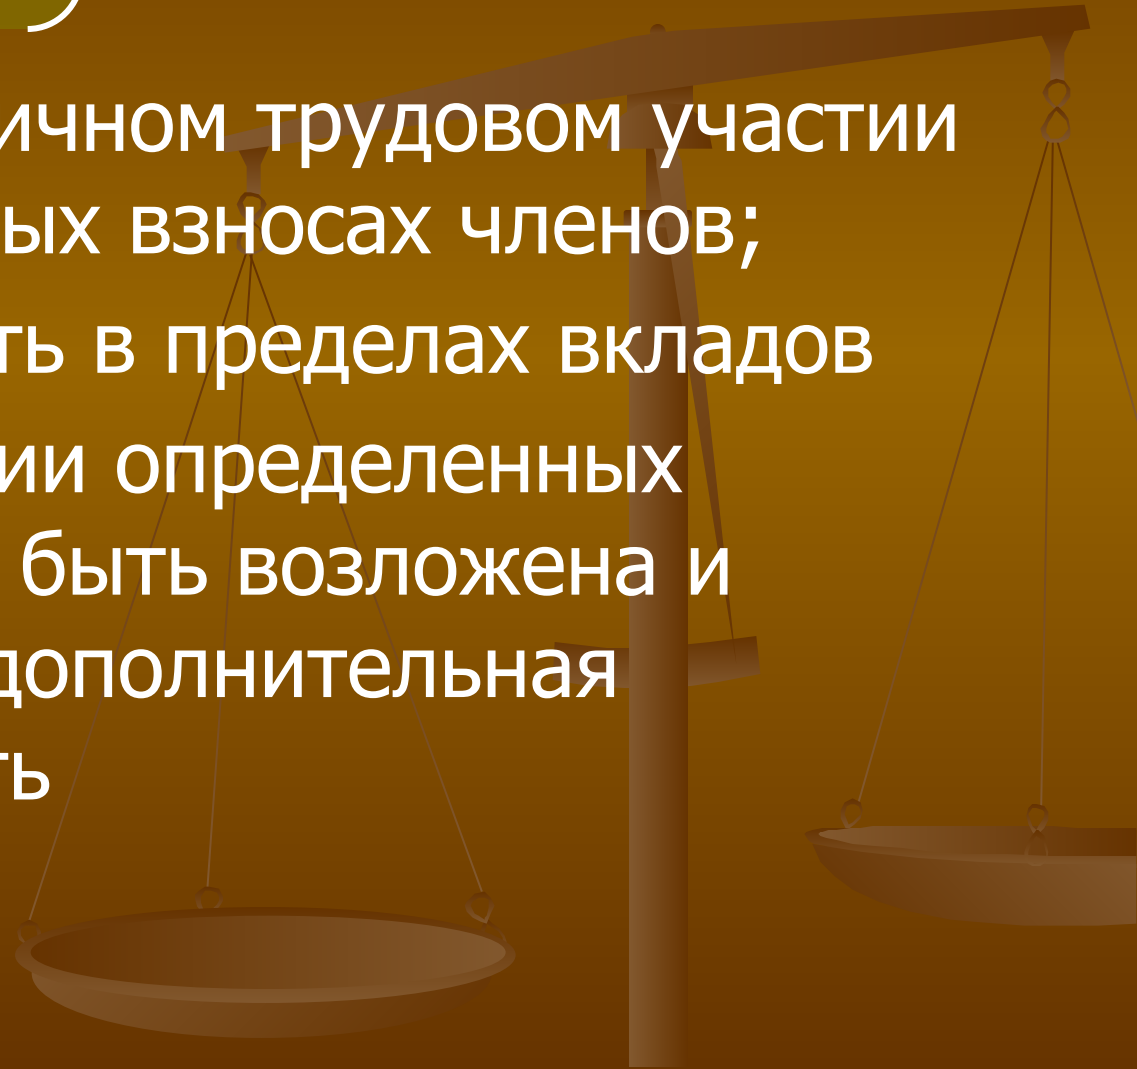 ичном трудовом участии
ых взносах членов;
ть в пределах вкладов
ии определенных
быть возложена и
дополнительная
ть